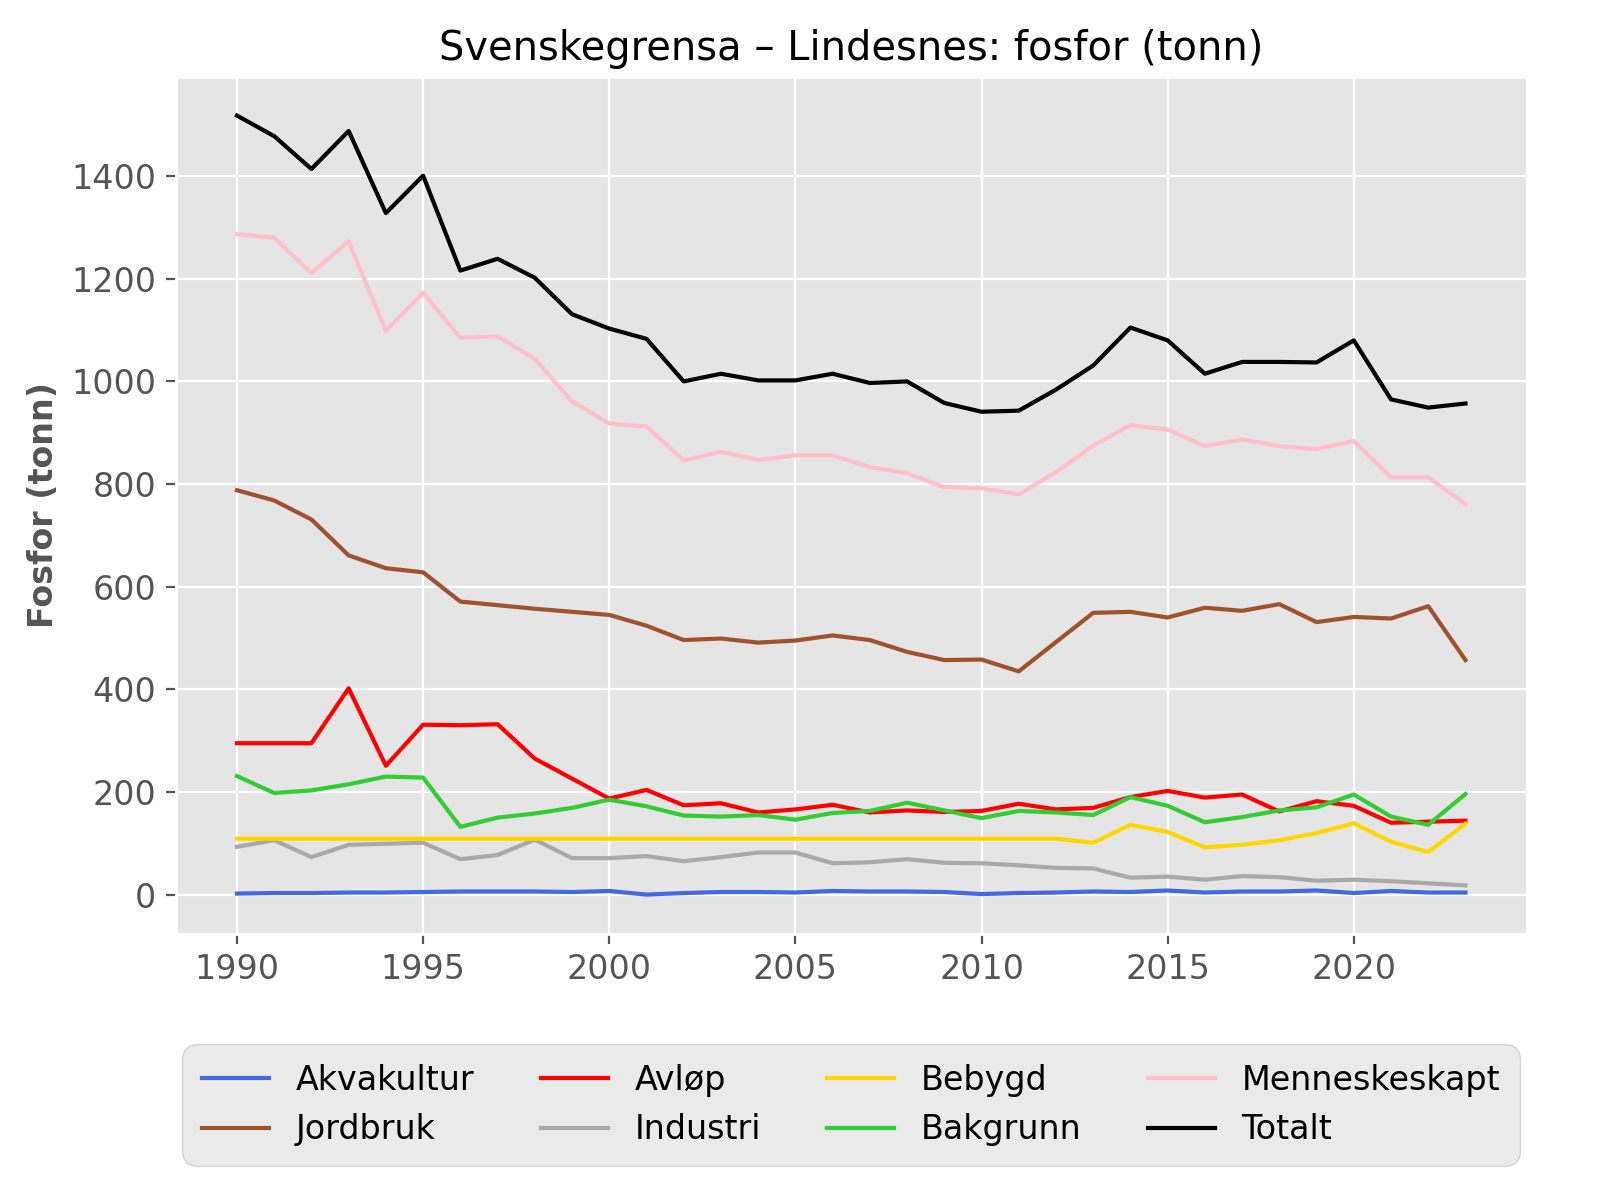 Svenskegrensa – Lindesnes: fosfor (tonn)
Fosfor (tonn)
1400
1200
1000
800
600
400
200
0
1990 1995 2000 2005 2010 2015 2020
Akvakultur Avløp Bebygd Menneskeskapt
Jordbruk Industri Bakgrunn Totalt